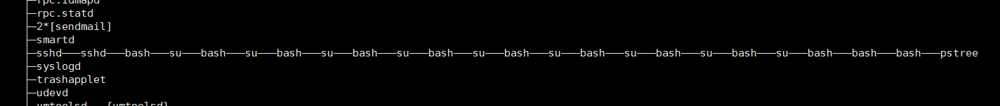 ├─rpc.idmapd
├─rpc.statd
├─2*[sendmail]
├─smartd
├─sshd───sshd───bash───su───bash───su───bash───su───bash───su───bash───su───bash───su───bash───su───bash───su───bash───su───bash───bash───bash───pstree
├─syslogd
├─trashapplet
├─udevd
├─vmtoolsd───{vmtoolsd}